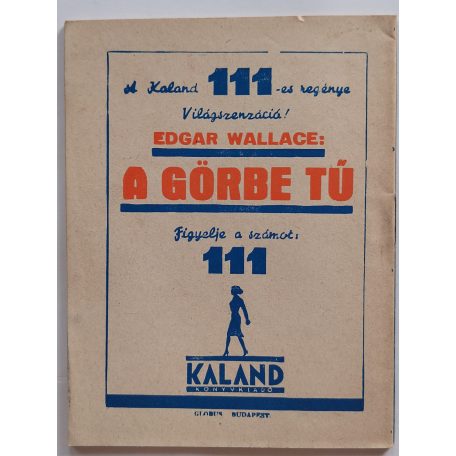 A Kaland 111-es regénye
Világszenzáció!
EDGAR WALLACE:
A GÖRBE TŰ
Figyelje a számot:
111
KALAND
KÖNYVKIADÓ
GLOBUS BUDAPEST